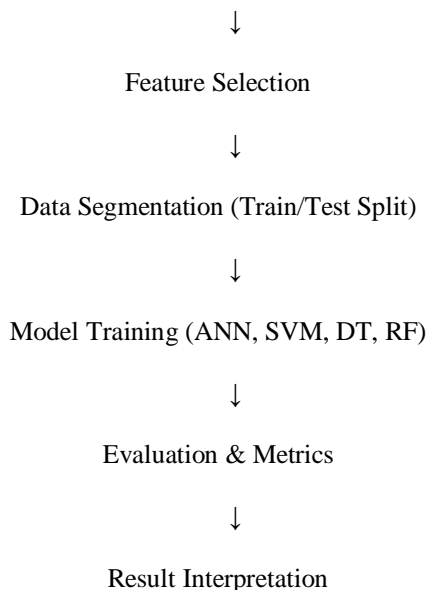 ↓
Feature Selection
↓
Data Segmentation (Train/Test Split)
↓
Model Training (ANN, SVM, DT, RF)
↓
Evaluation & Metrics
↓
Result Interpretation